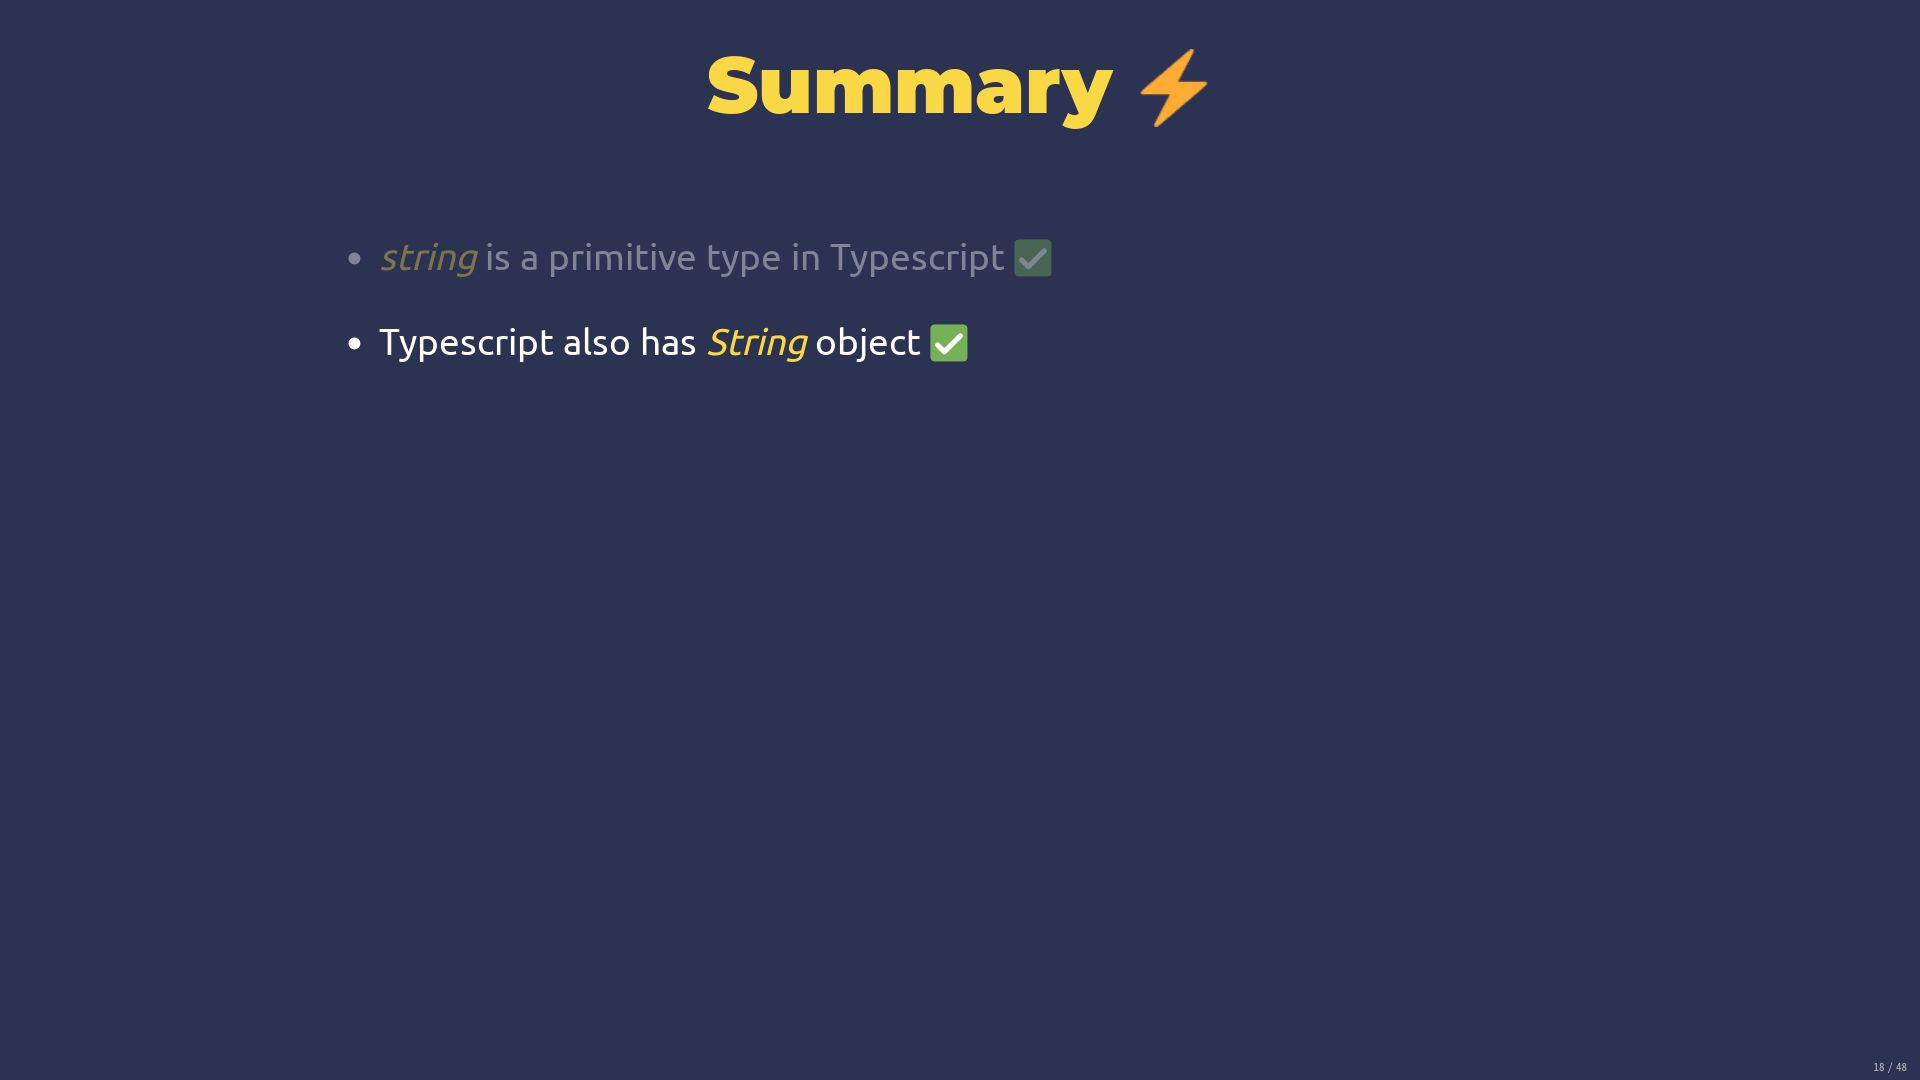 Summary ⚡
• string is a primitive type in Typescript ✅
• Typescript also has String object ✅
18 / 48